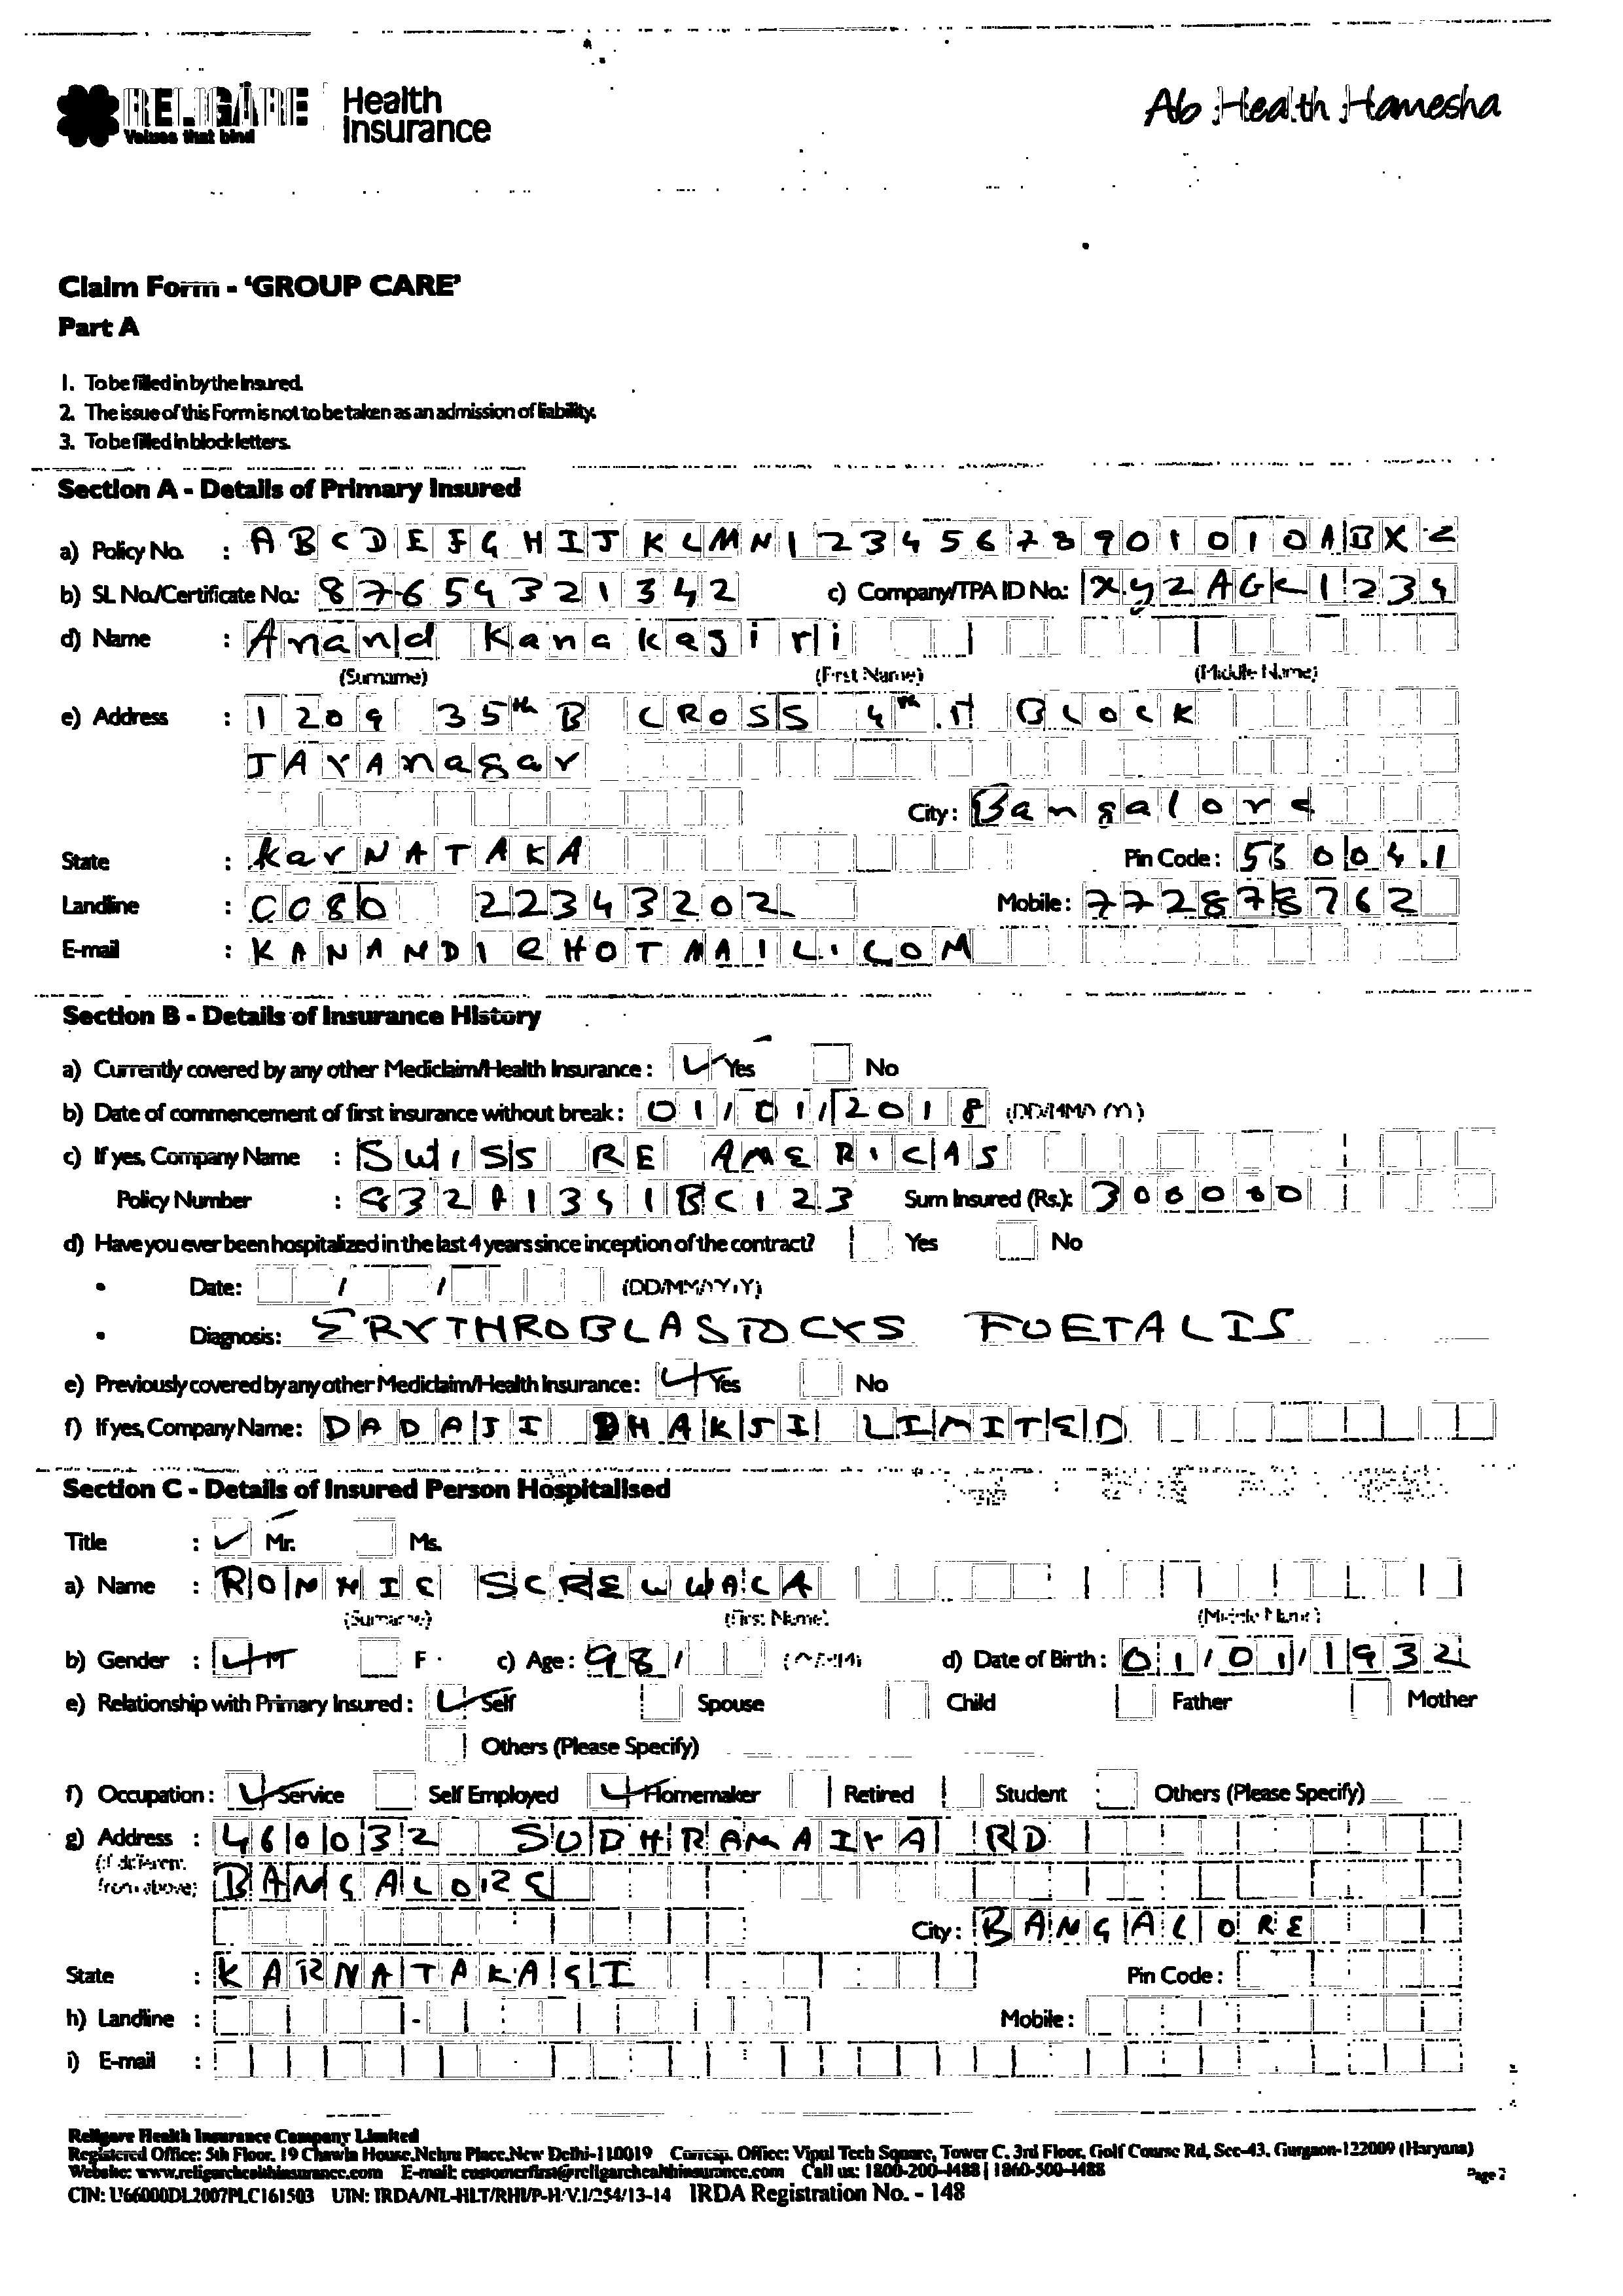 RELIGARE Health Insurance
Values that bind
Ab Health Hamesha
Claim Form - 'GROUP CARE'
Part A
1. To be filled in by the Insured.
2. The issue of this Form is not to be taken as an admission of liability.
3. To be filled in block letters.
Section A - Details of Primary Insured
a) Policy No. : ABCDEFGHIJKLMN12345678901010ABX
b) SL No./Certificate No.: 87654321342 c) Company/TPA ID No.: XyZAGK1234
d) Name : Anand Kanakagiri
(Surname) (First Name) (Middle Name)
e) Address : 1209 35th B CROSS 4th T BLOCK
JAYAnagar
City : Bangalore
State : KarNATAKA Pin Code : 560041
Landline : 0080 22343202 Mobile : 772878762
E-mail : KANAND1@HOTMAIL.COM
Section B - Details of Insurance History
a) Currently covered by any other Mediclaim/Health Insurance : Yes No
b) Date of commencement of first insurance without break : 01/01/2018 (DD/MM/YY)
c) If yes, Company Name : SWISS RE AMERICAS
Policy Number : 932A1341BC123 Sum Insured (Rs.): 300000
d) Have you ever been hospitalized in the last 4 years since inception of the contract? Yes No
• Date: / / (DD/MM/YYYY)
• Diagnosis: ERYTHROBLASTOCYS FOETALIS
e) Previously covered by any other Mediclaim/Health Insurance : Yes No
f) If yes, Company Name : DADAJI DHAKJI LIMITED
Section C - Details of Insured Person Hospitalised
Title : Mr. Ms.
a) Name : RONNIE SCREWWACA
(Surname) (First Name) (Middle Name)
b) Gender : M F c) Age : 98/ d) Date of Birth : 01/01/1932
e) Relationship with Primary Insured : Self Spouse Child Father Mother
Others (Please Specify)
f) Occupation : Service Self Employed Homemaker Retired Student Others (Please Specify)
g) Address : 460032 SUDHRAMAIYA RD
(if different from above) BANGALORE
City : BANGALORE
State : KARNATAKA GI Pin Code :
h) Landline : - Mobile :
i) E-mail :
Religare Health Insurance Company Limited
Registered Office: 5th Floor, 19 Chawla House, Nehru Place, New Delhi-110019 Corresp. Office: Vipul Tech Square, Tower C, 3rd Floor, Golf Course Rd, Sec-43, Gurgaon-122009 (Haryana)
Website: www.religarehealthinsurance.com E-mail: customerfirst@religarehealthinsurance.com Call us: 1800-200-4488 | 1860-500-4488
CIN: U66000DL2007PLC161503 UIN: IRDA/NL-HLT/RHI/P-H/V.I/254/13-14 IRDA Registration No. - 148
Page 2